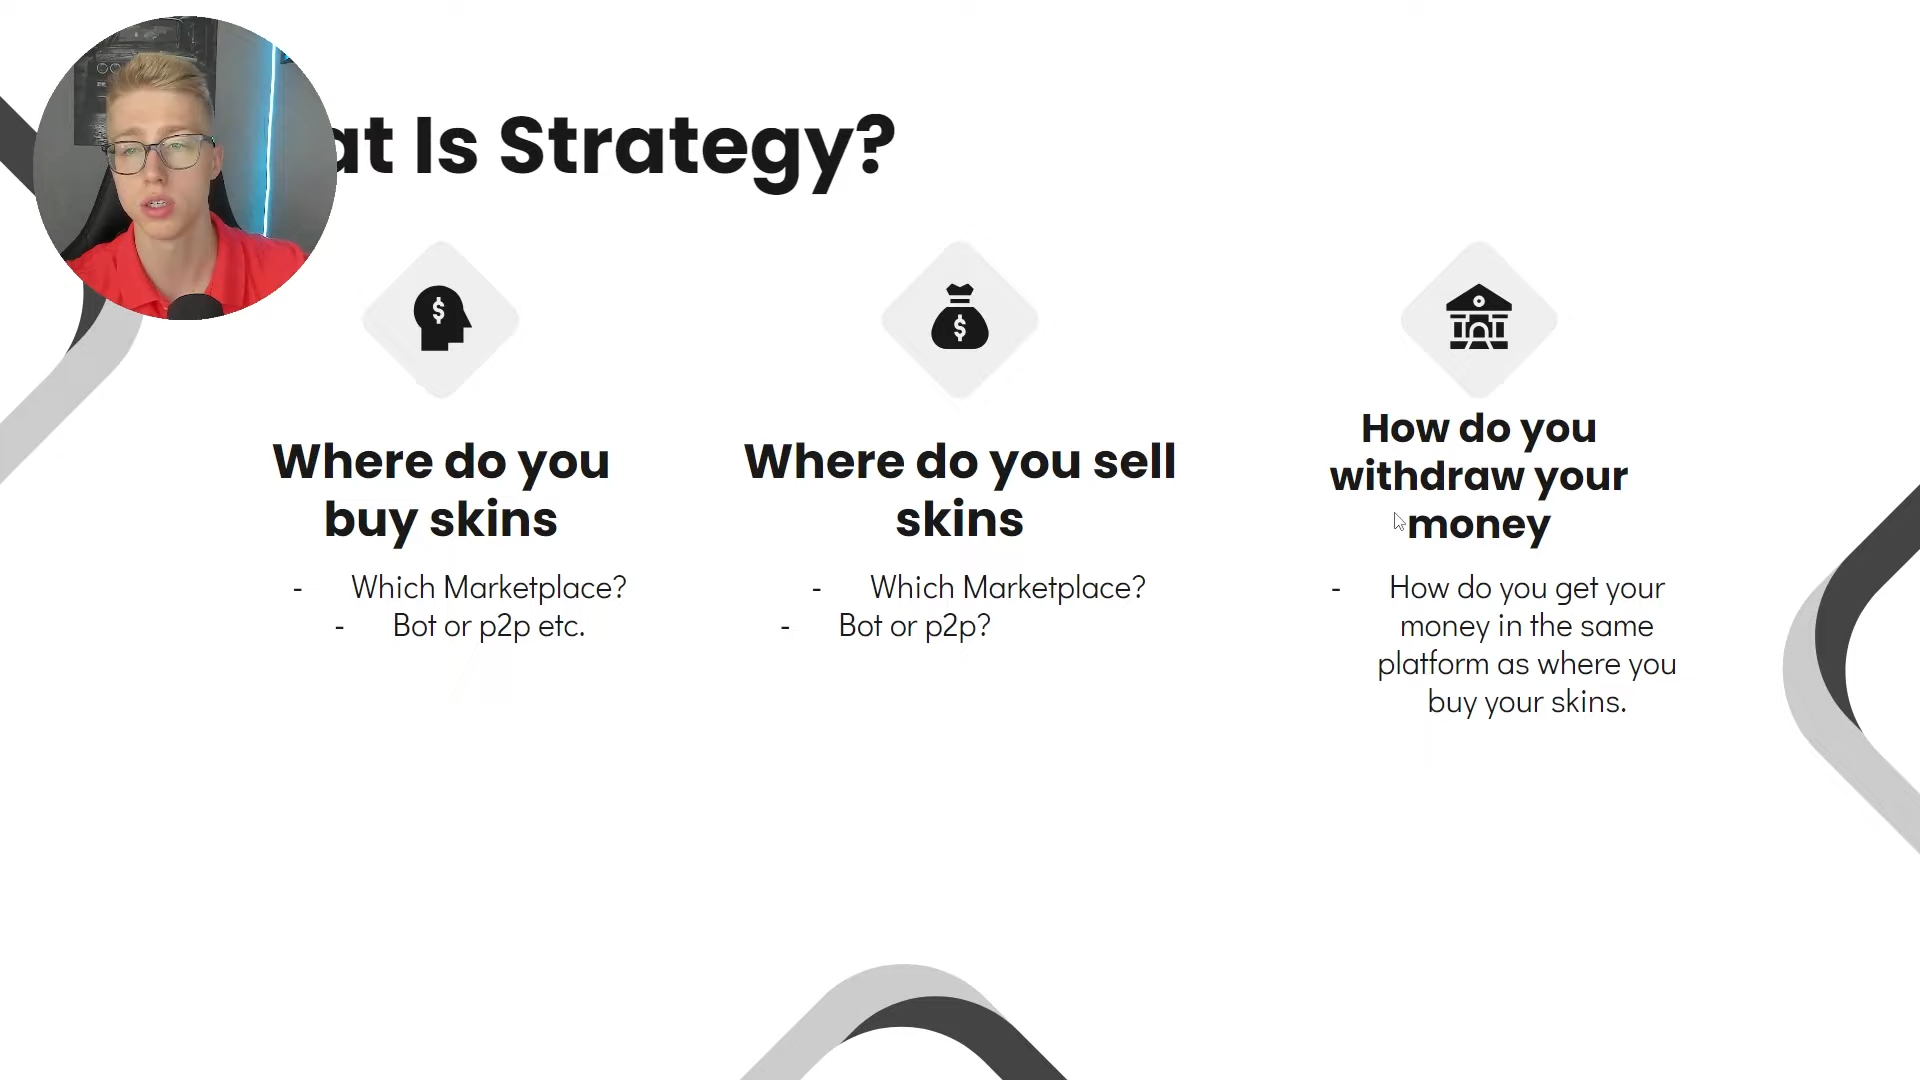 at Is Strategy?
Where do you
buy skins
- Which Marketplace?
- Bot or p2p etc.
Where do you sell
skins
- Which Marketplace?
- Bot or p2p?
How do you
withdraw your
money
- How do you get your
money in the same
platform as where you
buy your skins.